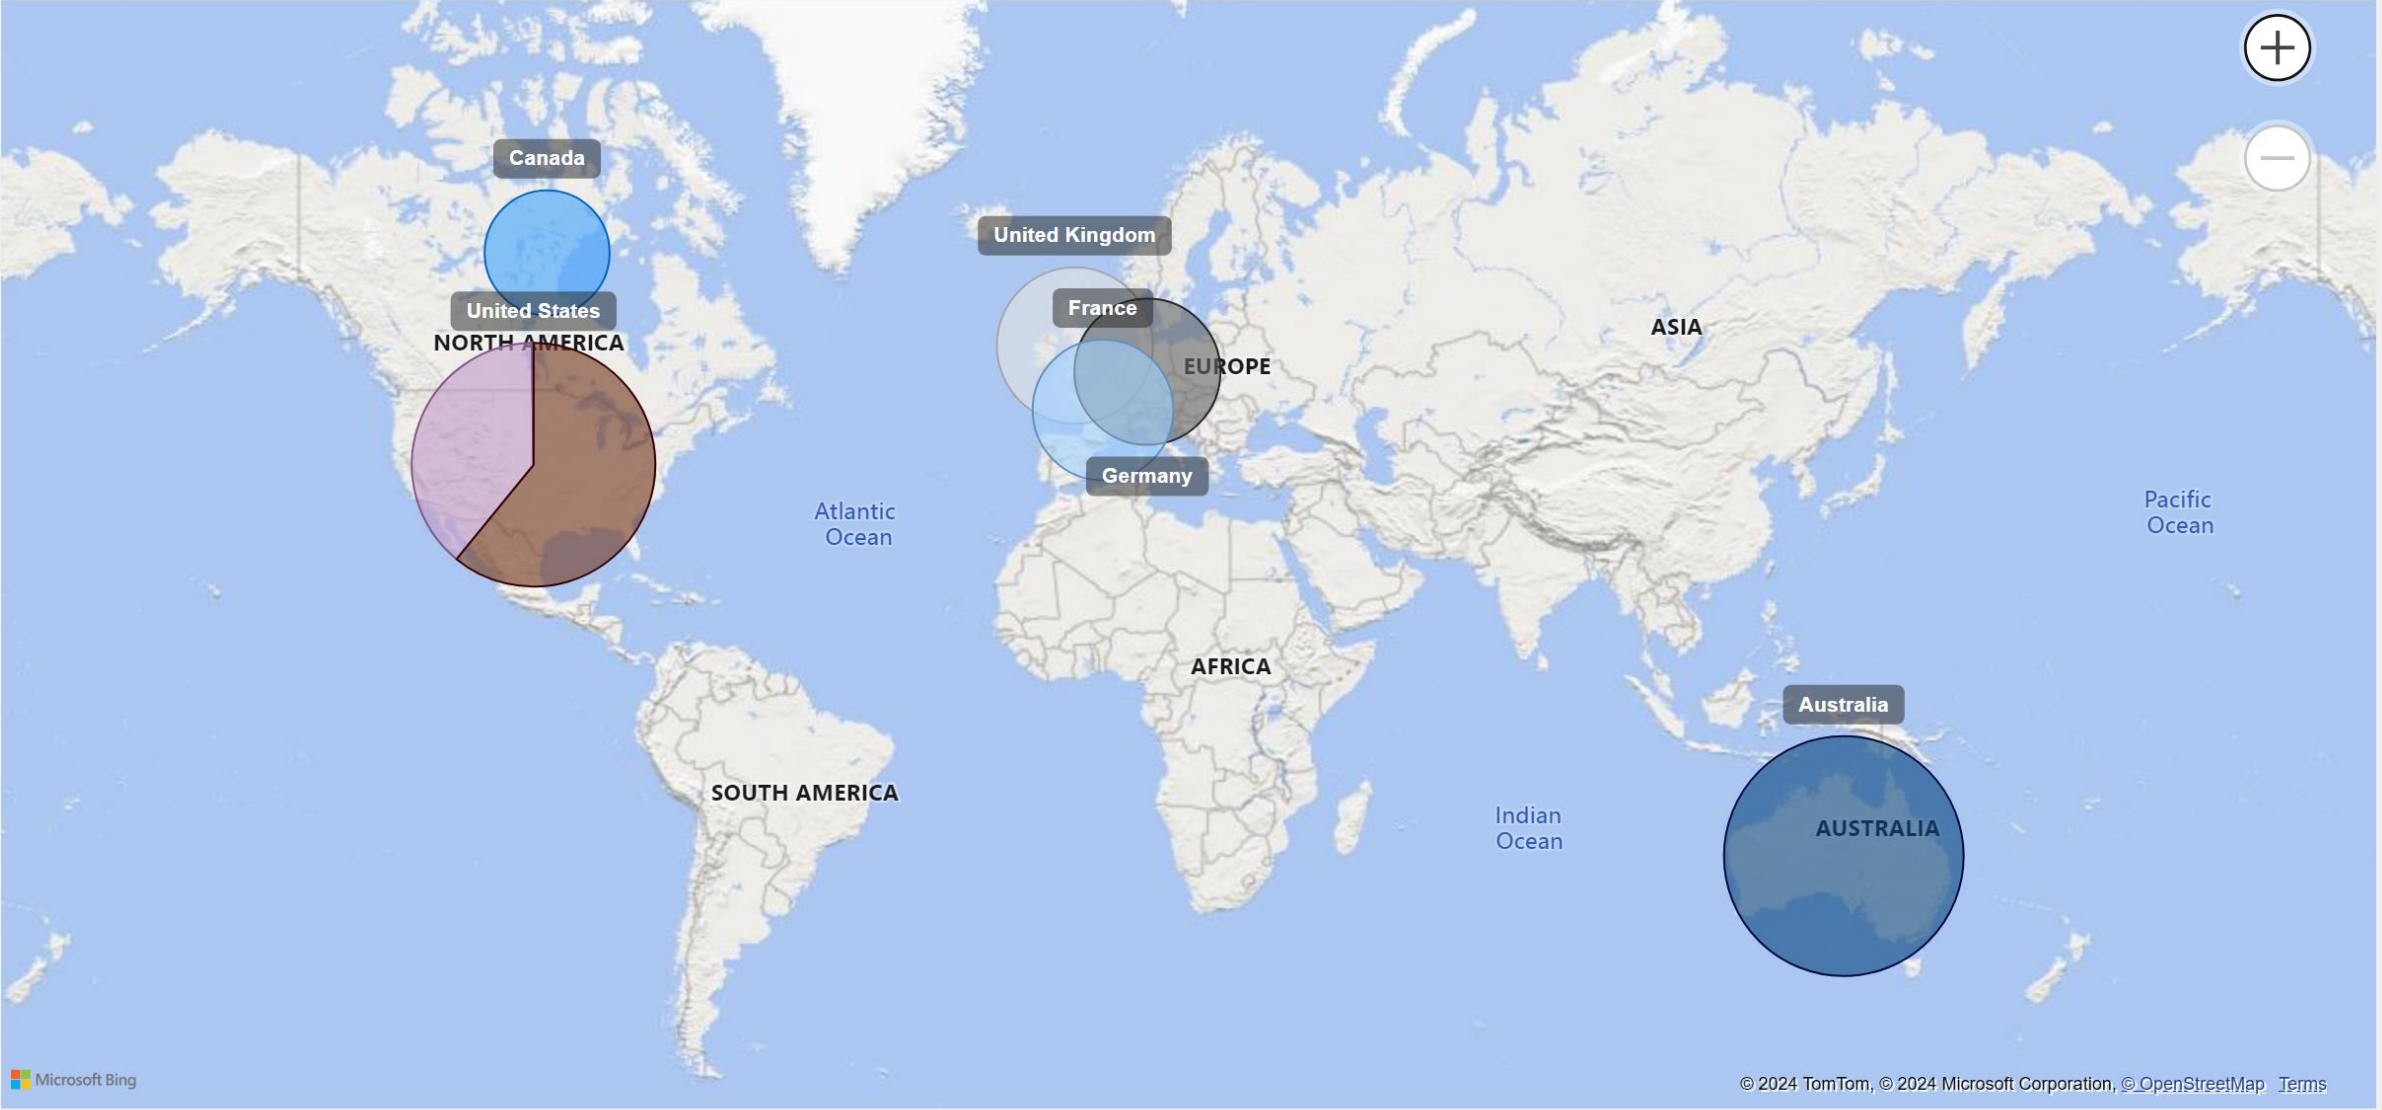 Canada
United Kingdom
United States
France
NORTH AMERICA
ASIA
EUROPE
Germany
Atlantic
Ocean
Pacific
Ocean
AFRICA
Australia
SOUTH AMERICA
Indian
Ocean
AUSTRALIA
Microsoft Bing
© 2024 TomTom, © 2024 Microsoft Corporation, © OpenStreetMap Terms